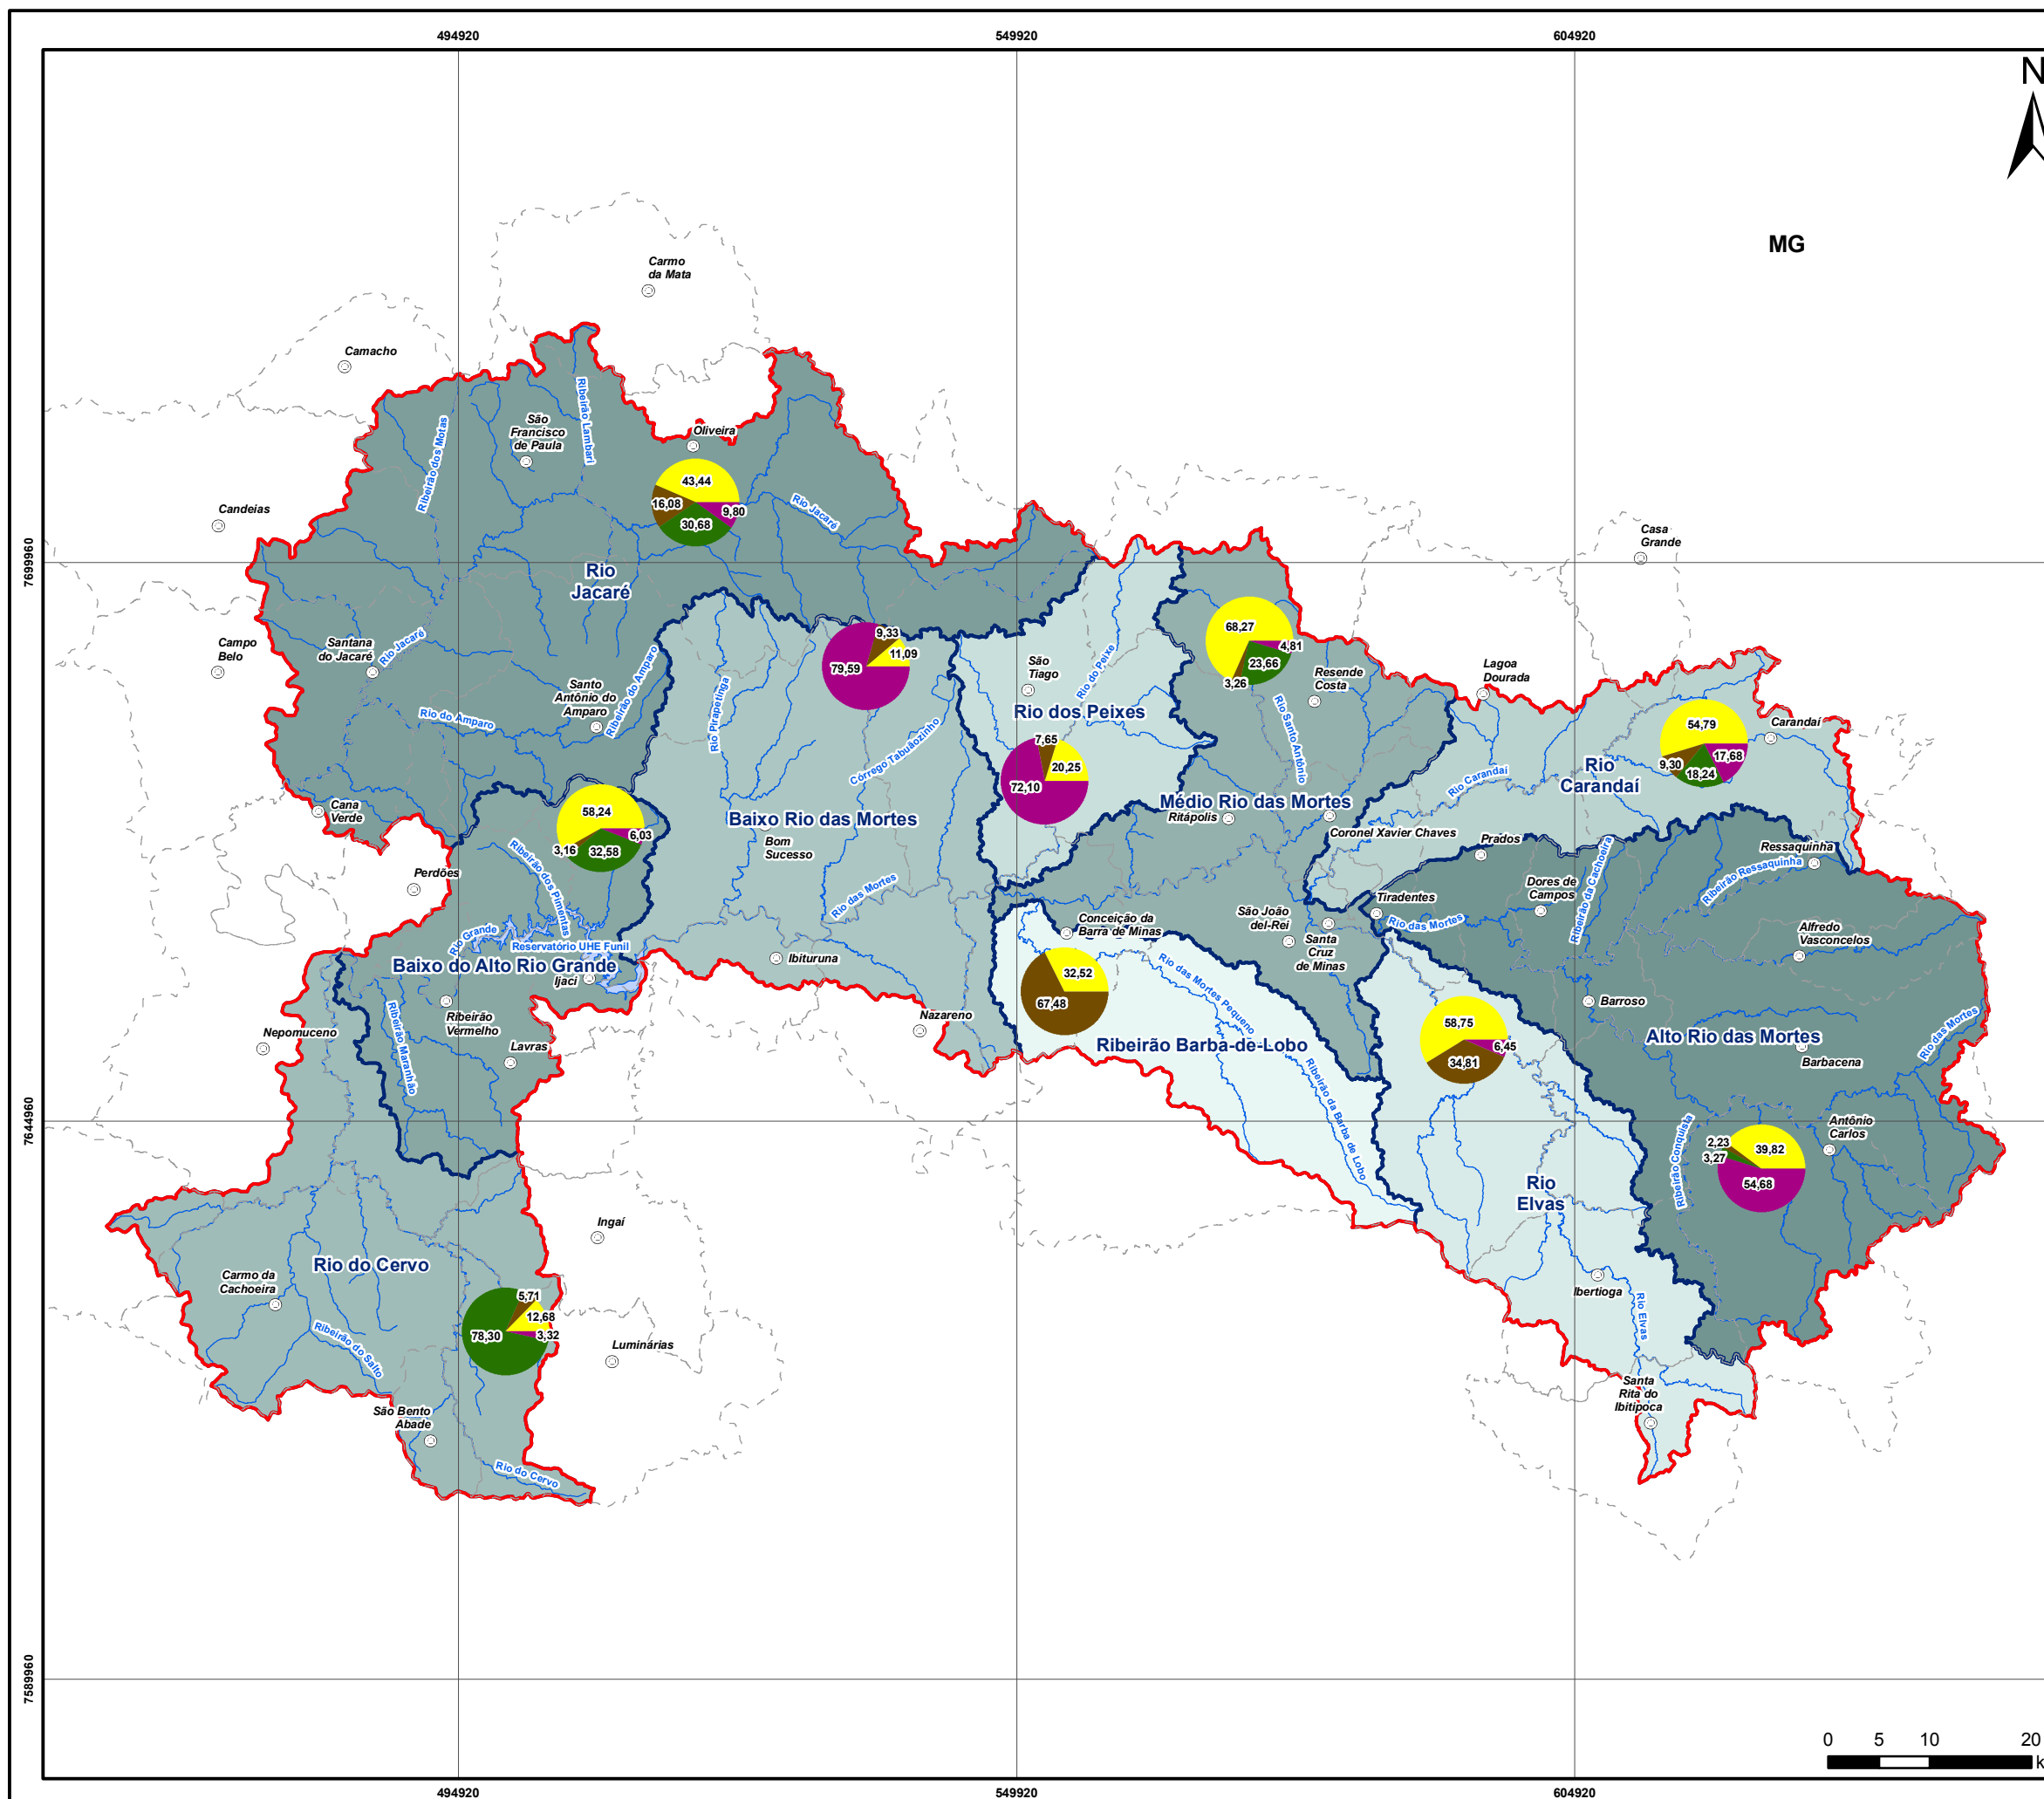 494920
549920
604920
N
MG
Carmo
da Mata
Camacho
São
Francisco
de Paula
Oliveira
Ribeirão dos Motas
Ribeirão Lambari
43,44
16,08
9,80
30,68
Rio Jacaré
Candeias
Casa
Grande
7699960
Rio
Jacaré
Campo
Belo
Santana
do Jacaré
Rio Jacaré
Santo
Antônio do
Amparo
Ribeirão do Amparo
Rio do Amparo
Rio Pirapetinga
9,33
11,09
79,59
São
Tiago
Rio do Peixe
Rio dos Peixes
68,27
4,81
23,66
3,26
Resende
Costa
Lagoa
Dourada
Rio Santo Antônio
54,79
17,68
9,30
18,24
Carandaí
Rio
Carandaí
Rio Carandaí
7,65
20,25
72,10
Córrego Tabuãozinho
Médio Rio das Mortes
Ritápolis
Coronel Xavier Chaves
Prados
Cana
Verde
58,24
6,03
3,16
32,58
Baixo Rio das Mortes
Bom
Sucesso
Rio das Mortes
Perdões
Ribeirão dos Pimentas
Rio Grande
Reservatório UHE Funil
Baixo do Alto Rio Grande
Ijací
Ibituruna
Nazareno
Ressaquinha
Ribeirão Ressaquinha
Ribeirão da Cachoeira
Dores de
Campos
Tiradentes
Rio das Mortes
São João
del-Rei
Santa
Cruz
de Minas
Conceição da
Barra de Minas
Alfredo
Vasconcelos
32,52
67,48
Rio das Mortes Pequeno
Ribeirão Barba-de-Lobo
Ribeirão da Barba de Lobo
Barroso
Alto Rio das Mortes
Barbacena
Rio das Mortes
58,75
6,45
34,81
Nepomuceno
Ribeirão
Vermelho
Lavras
Ribeirão Maranhão
7644960
Ribeirão Conquista
2,23
39,82
3,27
54,68
Antônio
Carlos
Rio
Elvas
Ingaí
Rio do Cervo
Carmo da
Cachoeira
Ribeirão do Salto
5,71
12,68
78,30
3,32
Luminárias
Ibertioga
Rio Elvas
Santa
Rita do
Ibitipoca
São Bento
Abade
Rio do Cervo
7589960
0 5 10 20
494920
549920
604920